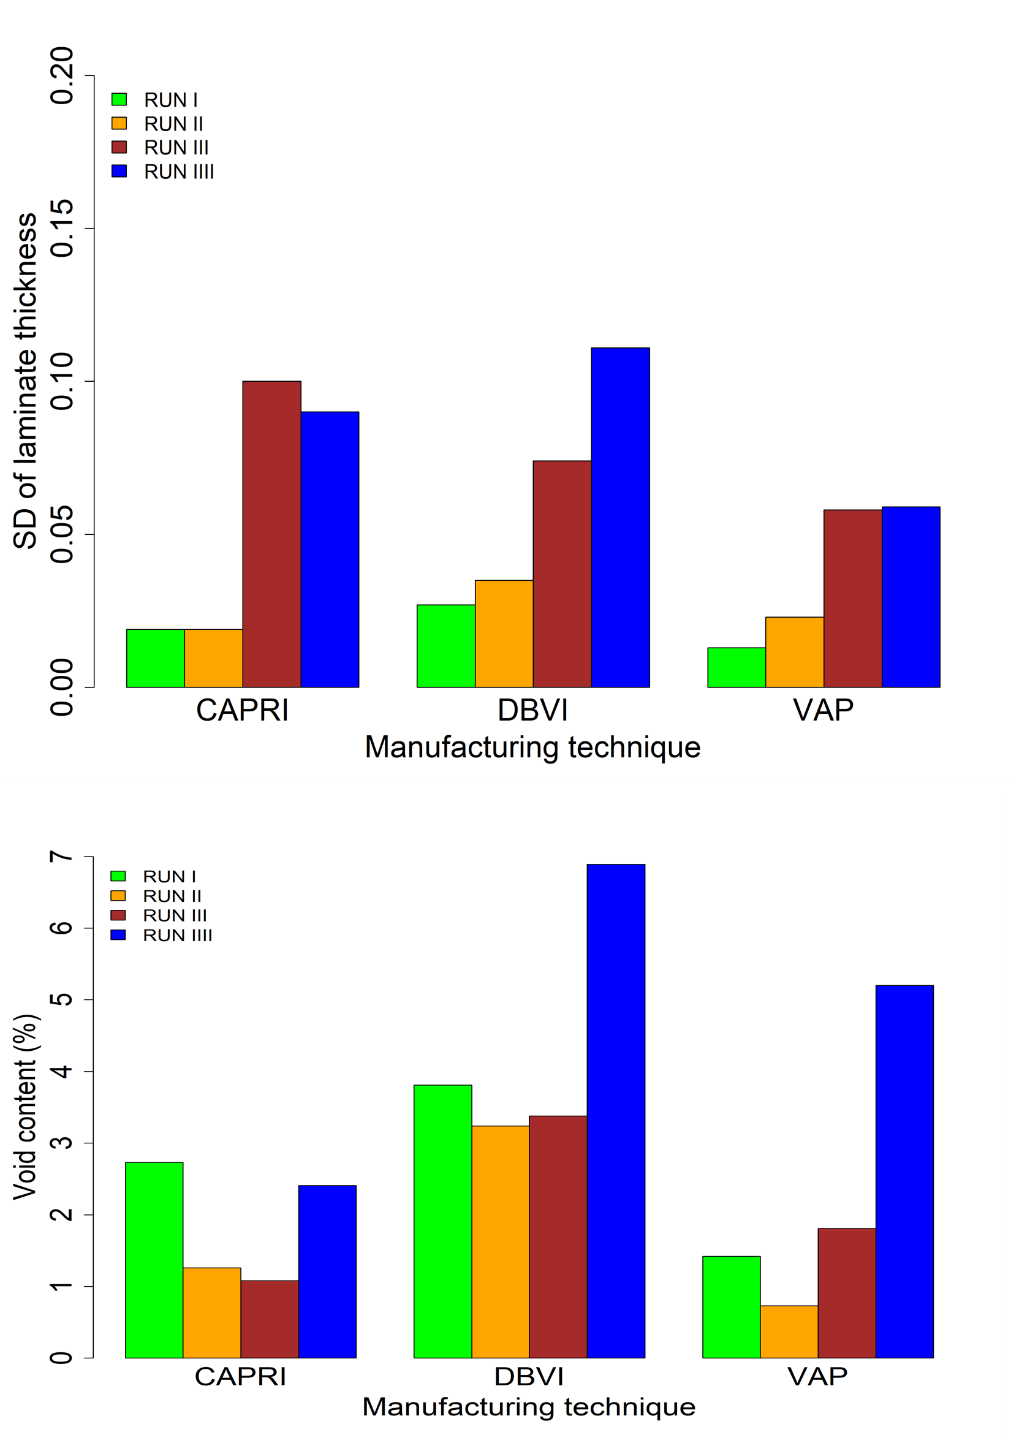 0.20
0.15
0.10
0.05
0.00
SD of laminate thickness
RUN I
RUN II
RUN III
RUN IIII
CAPRI
DBVI
VAP
Manufacturing technique
7
6
5
4
3
2
1
0
Void content (%)
RUN I
RUN II
RUN III
RUN IIII
CAPRI
DBVI
VAP
Manufacturing technique